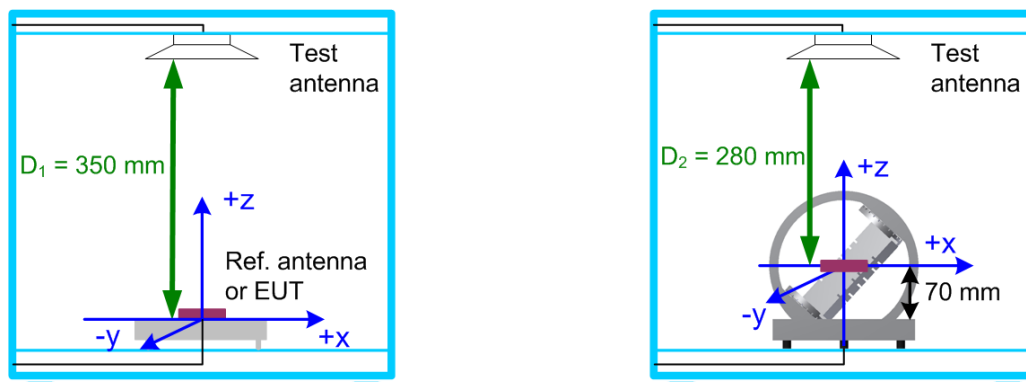 Test
antenna
D₁ = 350 mm
+z
Ref. antenna
or EUT
-y
+x
Test
antenna
D₂ = 280 mm
+z
+x
70 mm
-y